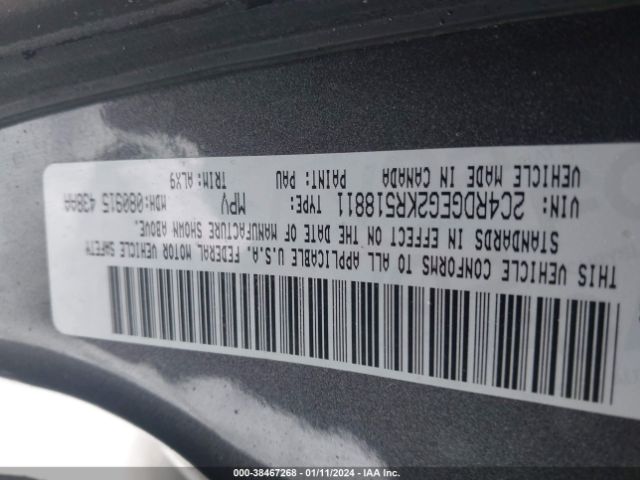 THIS VEHICLE CONFORMS TO ALL APPLICABLE U.S.A. FEDERAL MOTOR VEHICLE SAFETY
STANDARDS IN EFFECT ON THE DATE OF MANUFACTURE SHOWN ABOVE.
VIN: 2C4RDGEG2KR518811 TYPE: MPV MDH:080915 438AA
VEHICLE MADE IN CANADA PAINT: PAU TRIM: ALX9
000-38467268 - 01/11/2024 - IAA Inc.